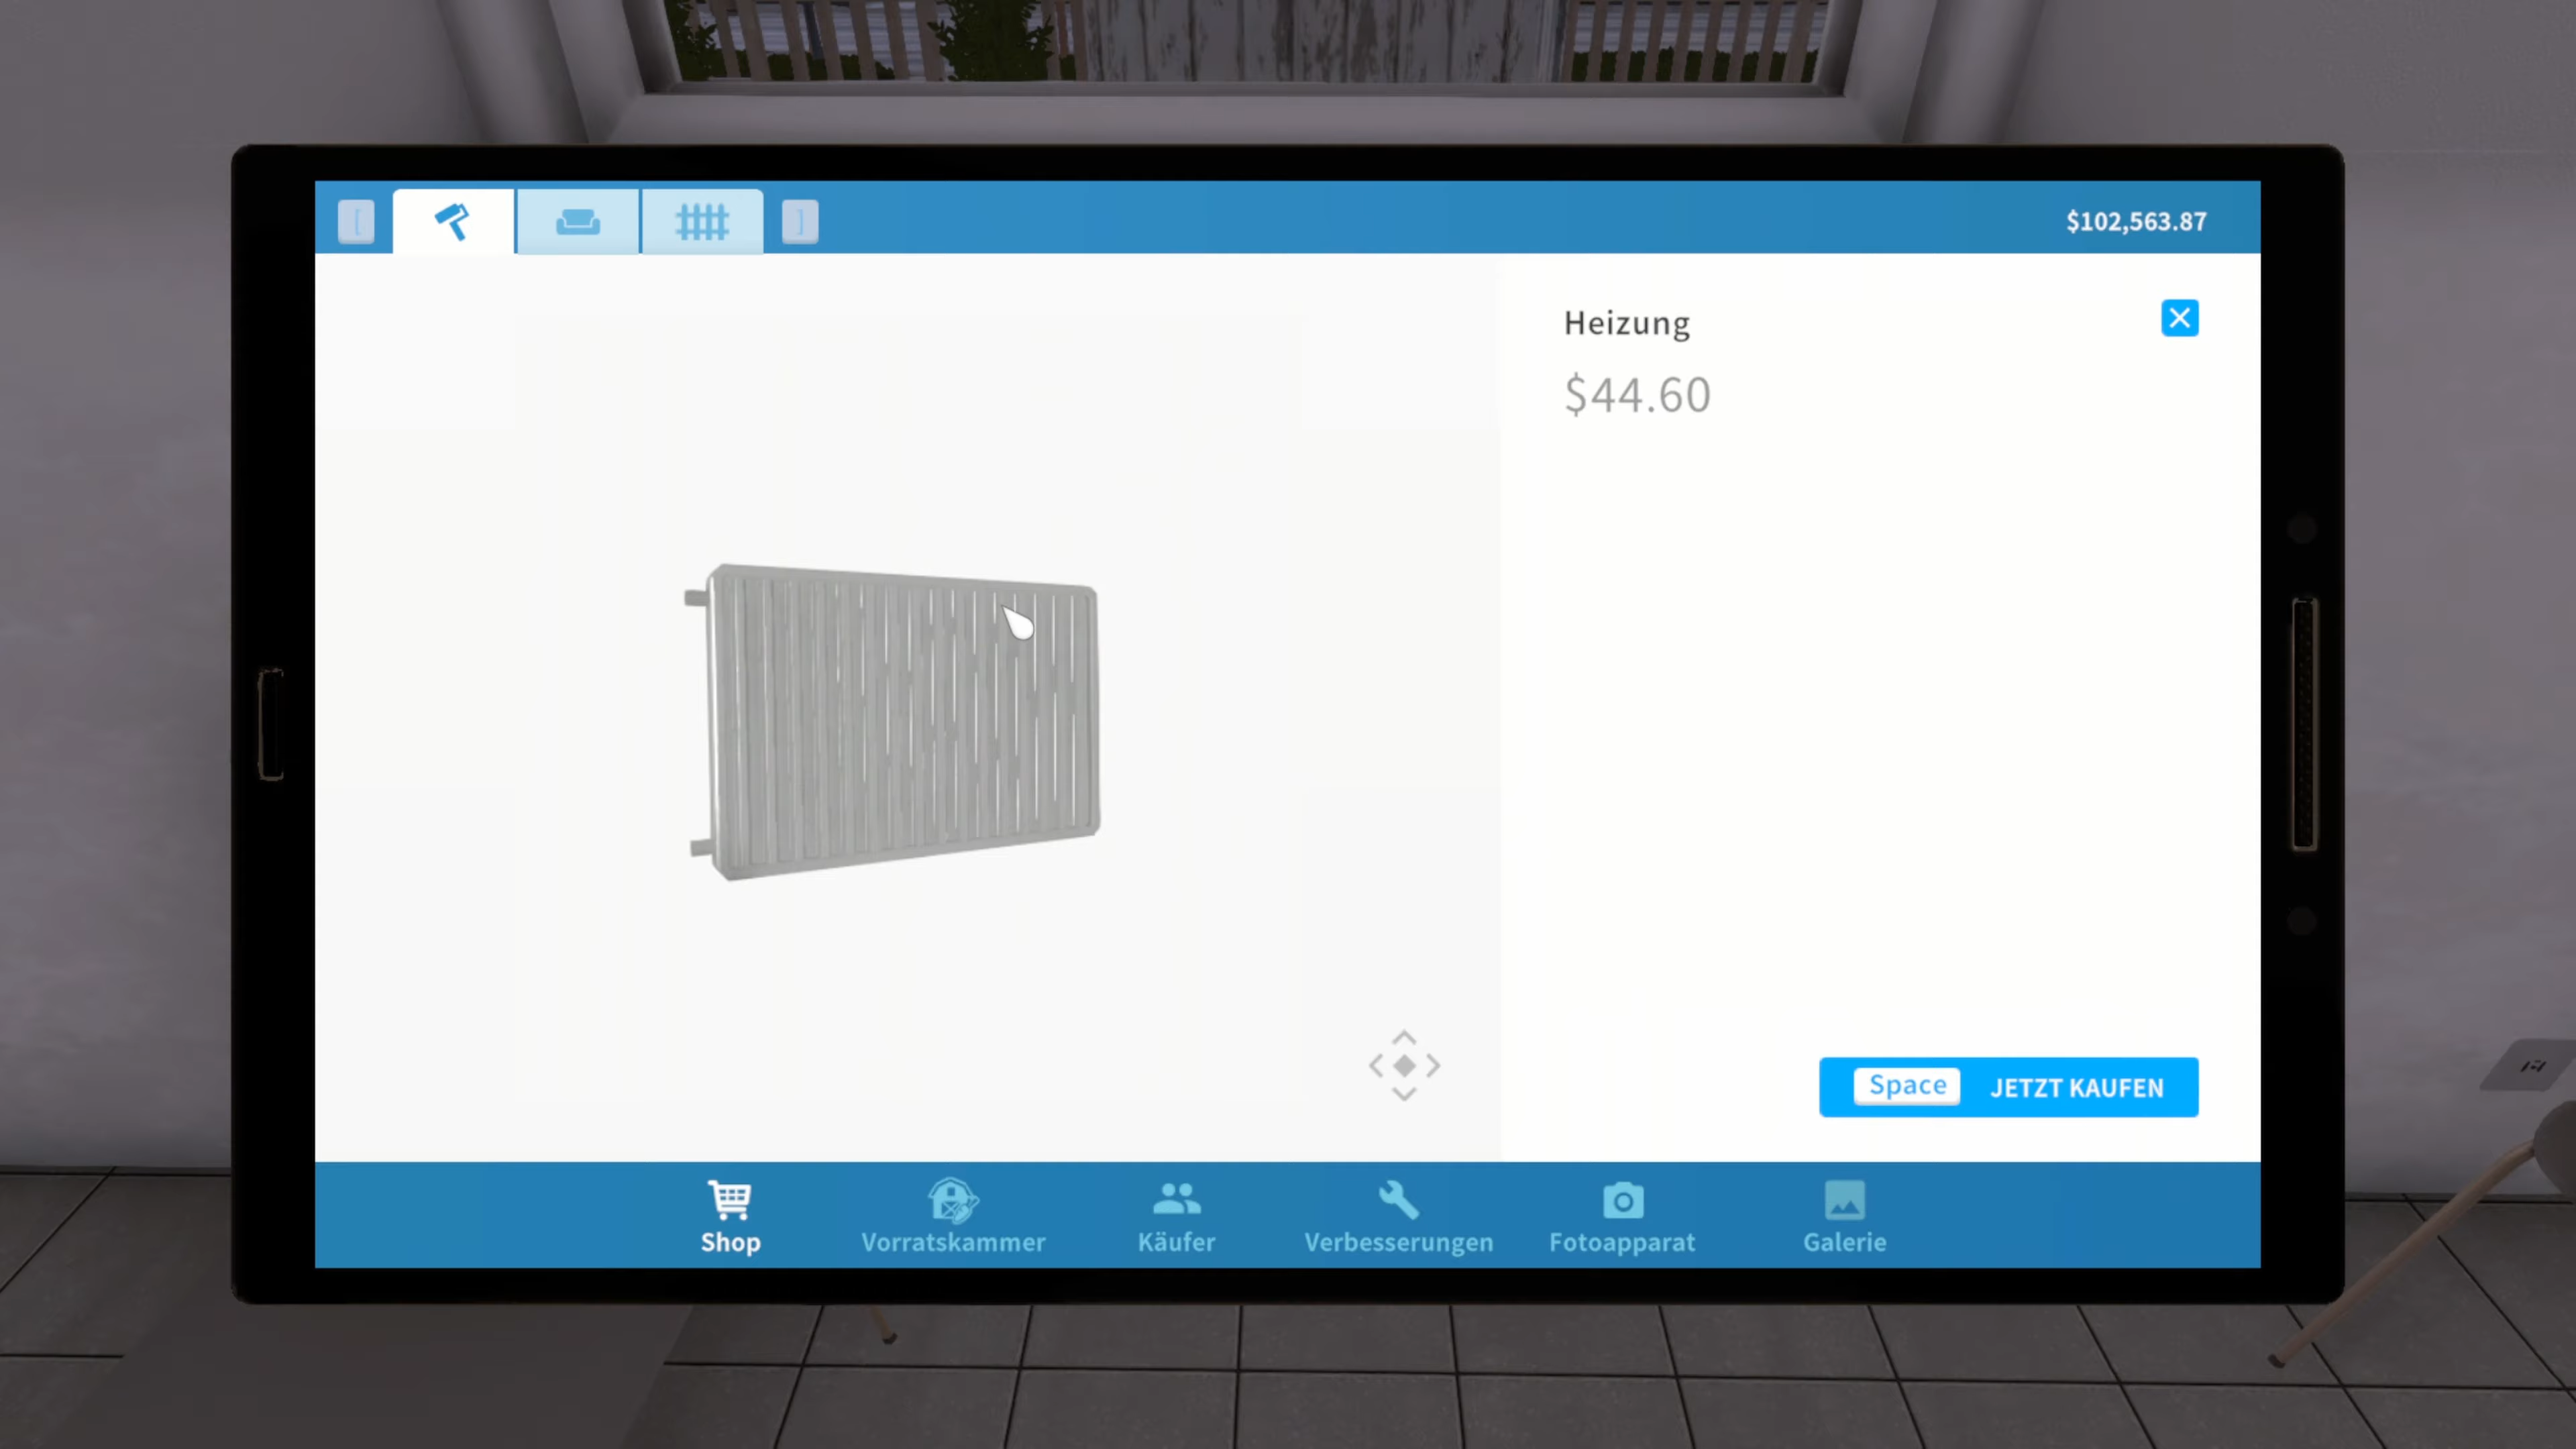 [
]
$102,563.87
Heizung
$44.60
Space JETZT KAUFEN
Shop
Vorratskammer
Käufer
Verbesserungen
Fotoapparat
Galerie